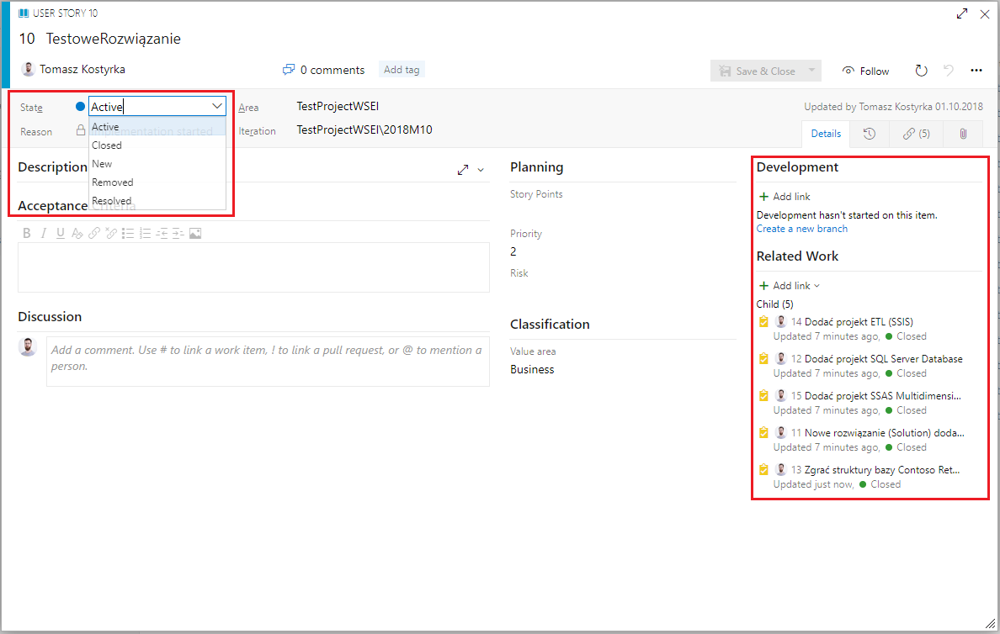 USER STORY 10
10 TestoweRozwiązanie
Tomasz Kostyrka
0 comments
Add tag
Save & Close
Follow
State
Active
Area
TestProjectWSEI
Updated by Tomasz Kostyrka 01.10.2018
Reason
Implementation started
Iteration
TestProjectWSEI\2018M10
Details
(5)
Active
Closed
New
Removed
Resolved
Description
Acceptance Criteria
B I U
Discussion
Add a comment. Use # to link a work item, ! to link a pull request, or @ to mention a
person.
Planning
Story Points
Priority
2
Risk
Classification
Value area
Business
Development
+ Add link
Development hasn't started on this item.
Create a new branch
Related Work
+ Add link
Child (5)
14 Dodać projekt ETL (SSIS)
Updated 7 minutes ago, Closed
12 Dodać projekt SQL Server Database
Updated 7 minutes ago, Closed
15 Dodać projekt SSAS Multidimensi...
Updated 7 minutes ago, Closed
11 Nowe rozwiązanie (Solution) doda...
Updated 7 minutes ago, Closed
13 Zgrać struktury bazy Contoso Ret...
Updated just now, Closed